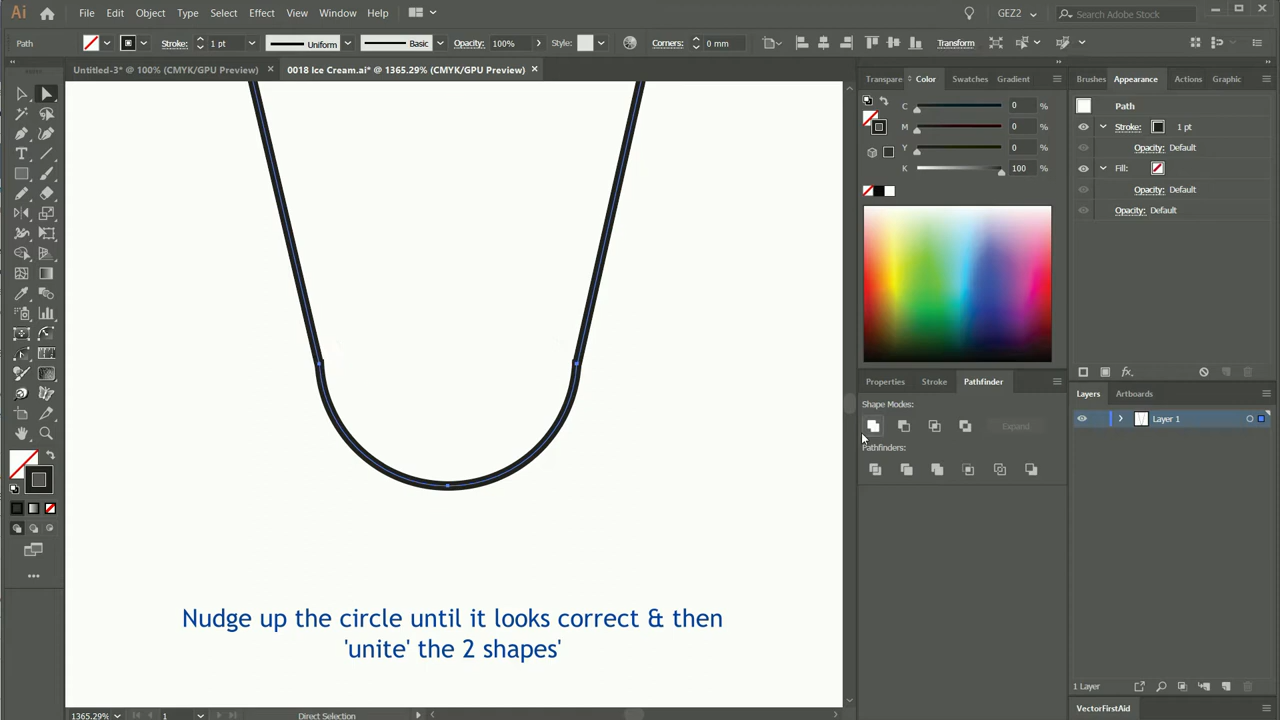 Ai File Edit Object Type Select Effect View Window Help GEZ2 Search Adobe Stock
Path Stroke: 1 pt Uniform Basic Opacity: 100% Style: Corners: 0 mm Transform
Untitled-3* @ 100% (CMYK/GPU Preview) 0018 Ice Cream.ai* @ 1365.29% (CMYK/GPU Preview)
Transpare Color Swatches Gradient
Brushes Appearance Actions Graphic
C 0 %
M 0 %
Y 0 %
K 100 %
Path
Stroke: 1 pt
Opacity: Default
Fill:
Opacity: Default
Opacity: Default
fx
Properties Stroke Pathfinder
Shape Modes:
Expand
Pathfinders:
Layers Artboards
Layer 1
Nudge up the circle until it looks correct & then
'unite' the 2 shapes'
1 Layer
VectorFirstAid
1365.29% 1 Direct Selection